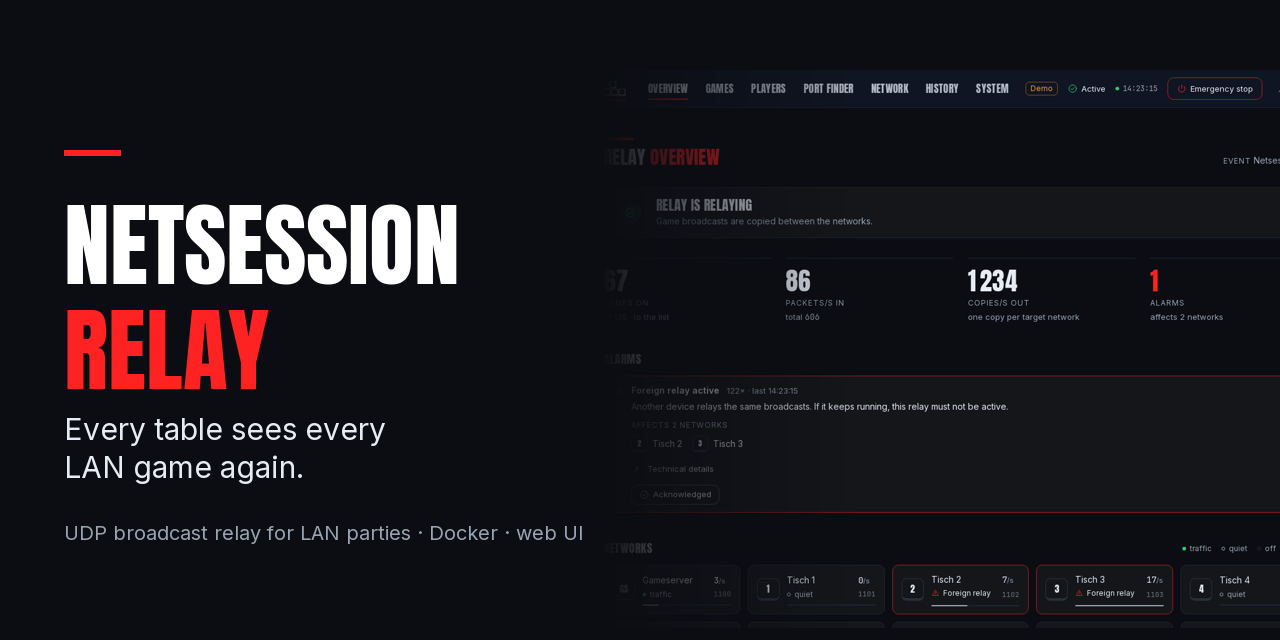 NETSESSION
RELAY
Every table sees every
LAN game again.
UDP broadcast relay for LAN parties · Docker · web UI
OVERVIEW GAMES PLAYERS PORT FINDER NETWORK HISTORY SYSTEM Demo Active 14:23:15 Emergency stop
RELAY OVERVIEW
EVENT
RELAY IS RELAYING
Game broadcasts are copied between the networks.
67 86 1234 1
PACKETS/S IN COPIES/S OUT ALARMS
to the list total 606 one copy per target network affects 2 networks
ALARMS
Foreign relay active · 122× · last 14:23:15
Another device relays the same broadcasts. If it keeps running, this relay must not be active.
AFFECTS 2 NETWORKS
2 Tisch 2 3 Tisch 3
Technical details
Acknowledged
NETWORKS
traffic quiet off
Gameserver 3/s traffic 1100
1 Tisch 1 0/s quiet 1101
2 Tisch 2 7/s Foreign relay 1102
3 Tisch 3 17/s Foreign relay 1103
4 Tisch 4 quiet